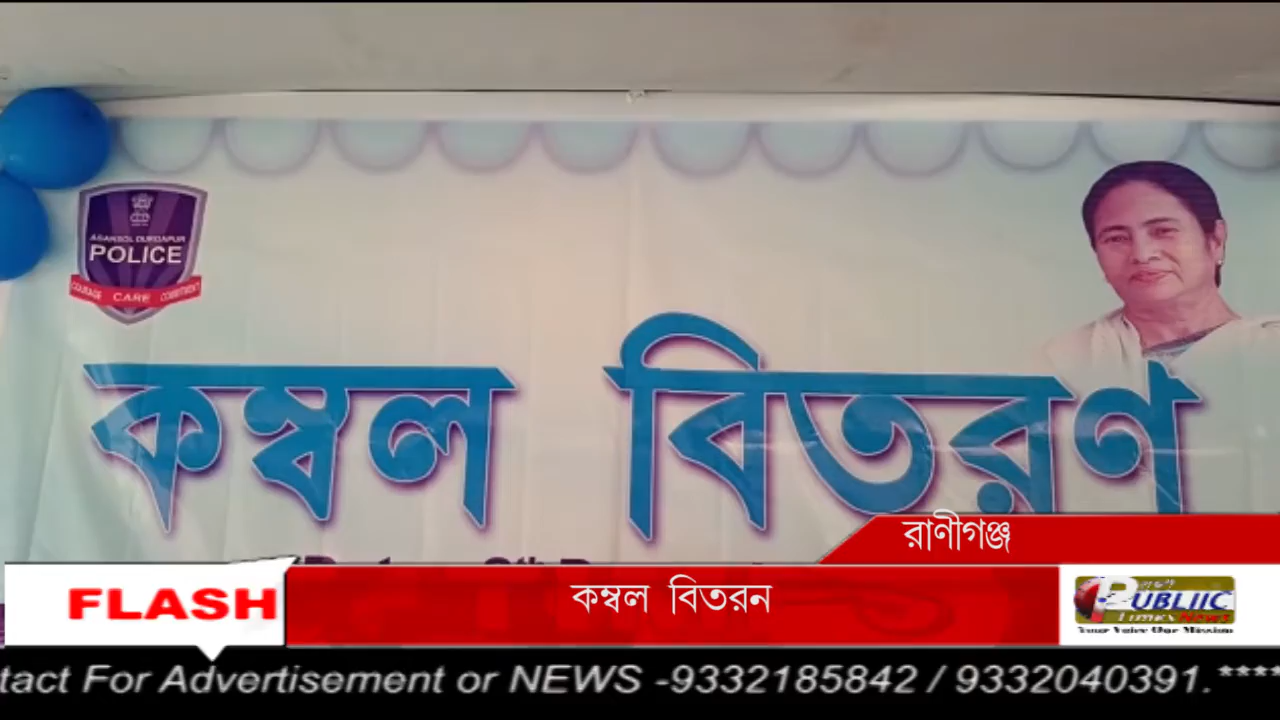 ASANSOL DURGAPUR
POLICE
COURAGE CARE COMMITMENT
কম্বল বিতরণ
রাণীগঞ্জ
FLASH
কম্বল বিতরন
PUBLIIC
News
Your Voice Our Mission
tact For Advertisement or NEWS -9332185842 / 9332040391.****